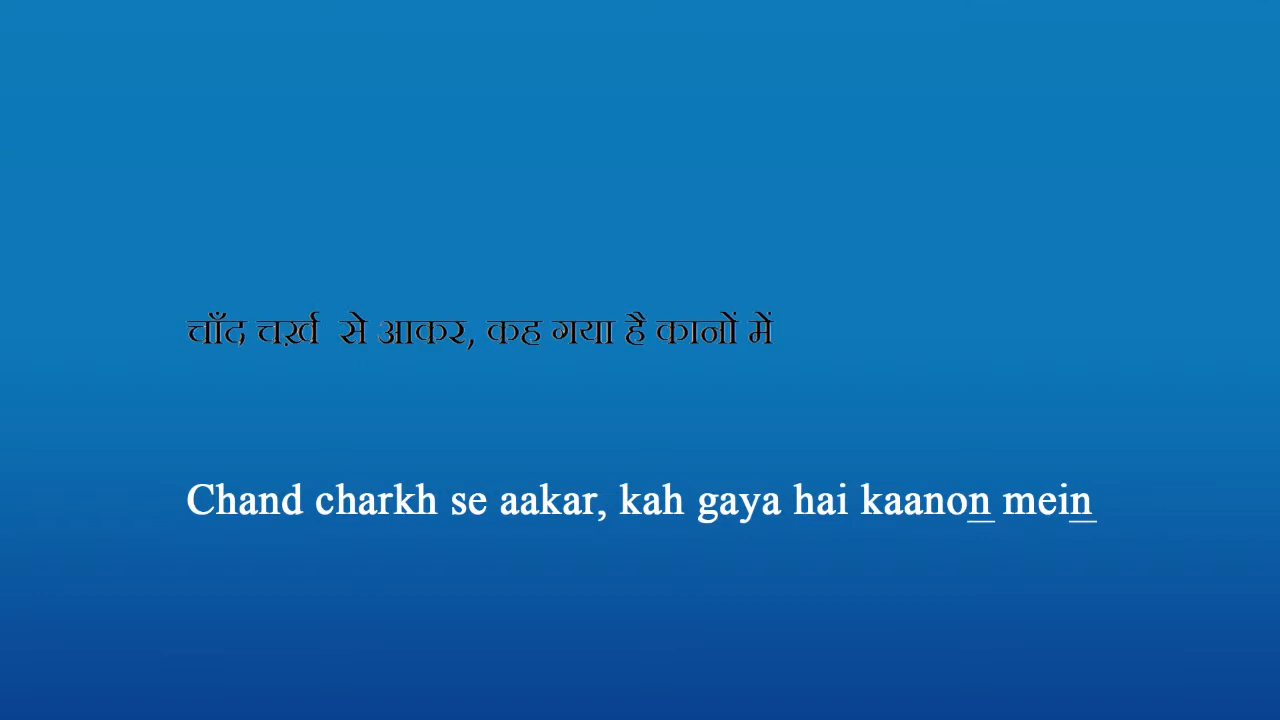 चाँद चर्ख़ से आकर, कह गया है कानों में
Chand charkh se aakar, kah gaya hai kaanon mein